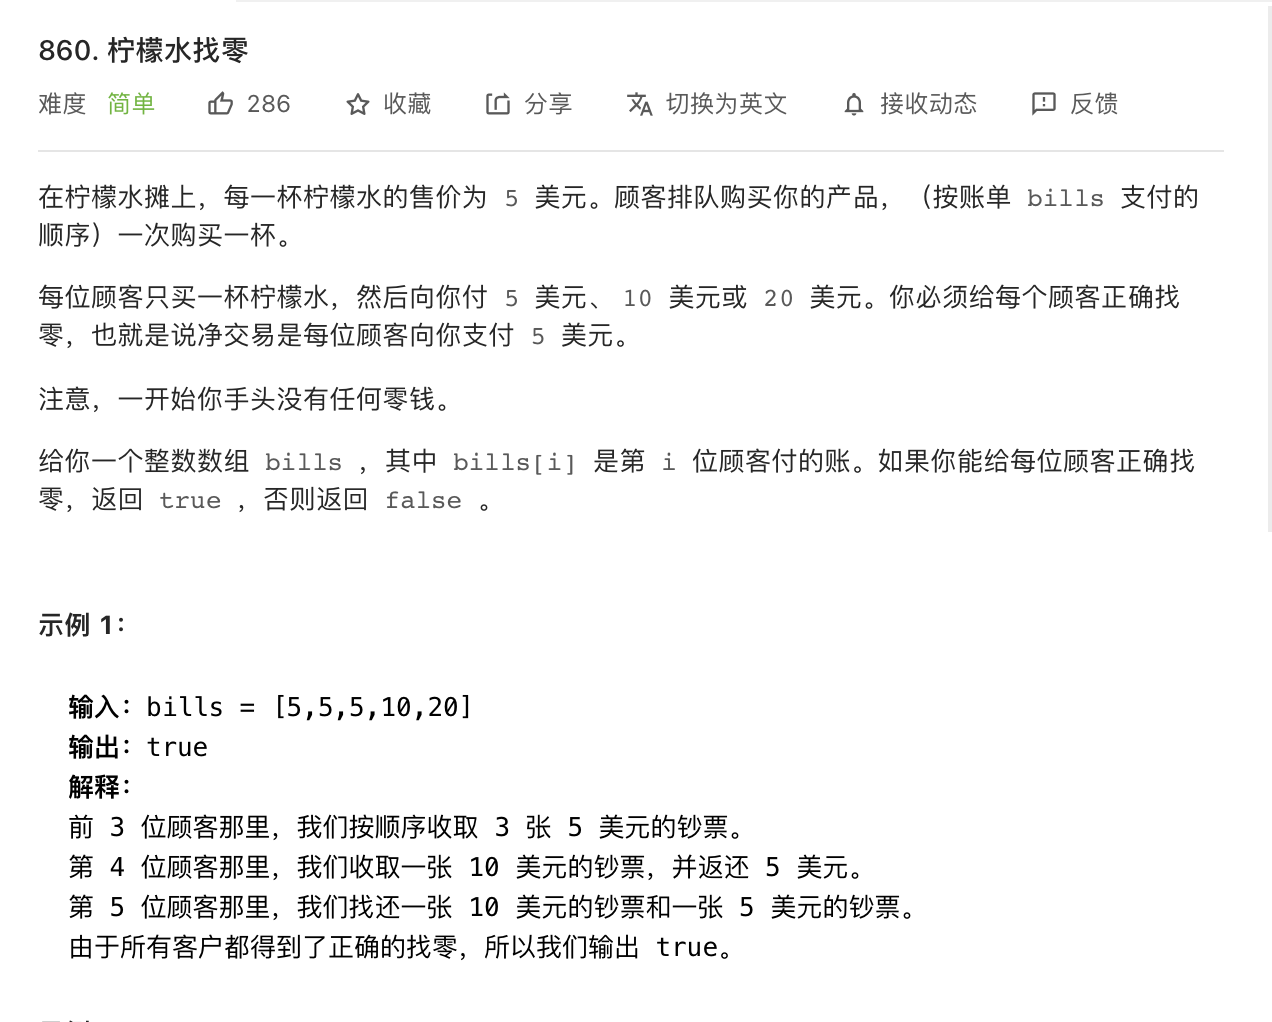 860. 柠檬水找零
难度 简单 286 收藏 分享 切换为英文 接收动态 反馈
在柠檬水摊上，每一杯柠檬水的售价为 5 美元。顾客排队购买你的产品，（按账单 bills 支付的
顺序）一次购买一杯。
每位顾客只买一杯柠檬水，然后向你付 5 美元、10 美元或 20 美元。你必须给每个顾客正确找
零，也就是说净交易是每位顾客向你支付 5 美元。
注意，一开始你手头没有任何零钱。
给你一个整数数组 bills ，其中 bills[i] 是第 i 位顾客付的账。如果你能给每位顾客正确找
零，返回 true ，否则返回 false 。
示例 1：
输入：bills = [5,5,5,10,20]
输出：true
解释：
前 3 位顾客那里，我们按顺序收取 3 张 5 美元的钞票。
第 4 位顾客那里，我们收取一张 10 美元的钞票，并返还 5 美元。
第 5 位顾客那里，我们找还一张 10 美元的钞票和一张 5 美元的钞票。
由于所有客户都得到了正确的找零，所以我们输出 true。